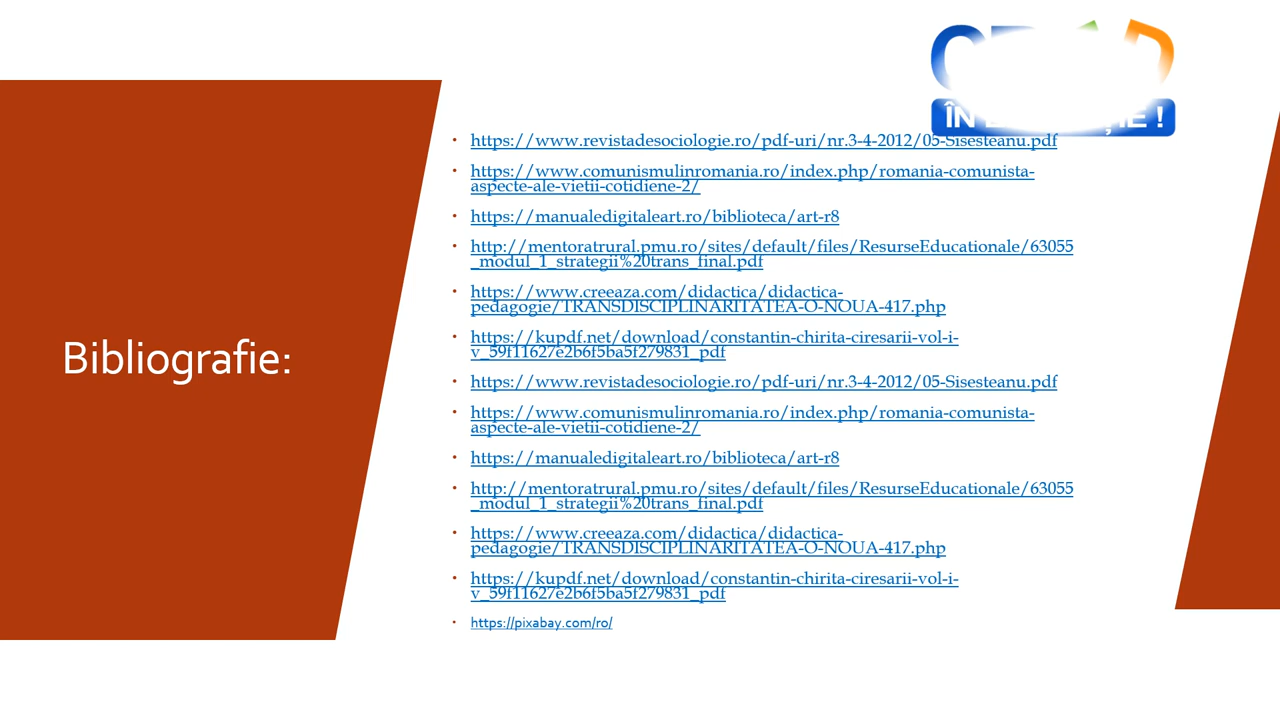 ÎN
!
https://www.revistadesociologie.ro/pdf-uri/nr.3-4-2012/05-Sisesteanu.pdf
https://www.comunismulinromania.ro/index.php/romania-comunista-
aspecte-ale-vietii-cotidiene-2/
https://manualedigitaleart.ro/biblioteca/art-r8
http://mentoratrural.pmu.ro/sites/default/files/ResurseEducationale/63055
_modul_1_strategii%20trans_final.pdf
https://www.creeaza.com/didactica/didactica-
pedagogie/TRANSDISCIPLINARITATEA-O-NOUA-417.php
https://kupdf.net/download/constantin-chirita-ciresarii-vol-i-
v_59f11627e2b6f5ba5f279831_pdf
Bibliografie:
https://www.revistadesociologie.ro/pdf-uri/nr.3-4-2012/05-Sisesteanu.pdf
https://www.comunismulinromania.ro/index.php/romania-comunista-
aspecte-ale-vietii-cotidiene-2/
https://manualedigitaleart.ro/biblioteca/art-r8
http://mentoratrural.pmu.ro/sites/default/files/ResurseEducationale/63055
_modul_1_strategii%20trans_final.pdf
https://www.creeaza.com/didactica/didactica-
pedagogie/TRANSDISCIPLINARITATEA-O-NOUA-417.php
https://kupdf.net/download/constantin-chirita-ciresarii-vol-i-
v_59f11627e2b6f5ba5f279831_pdf
https://pixabay.com/ro/